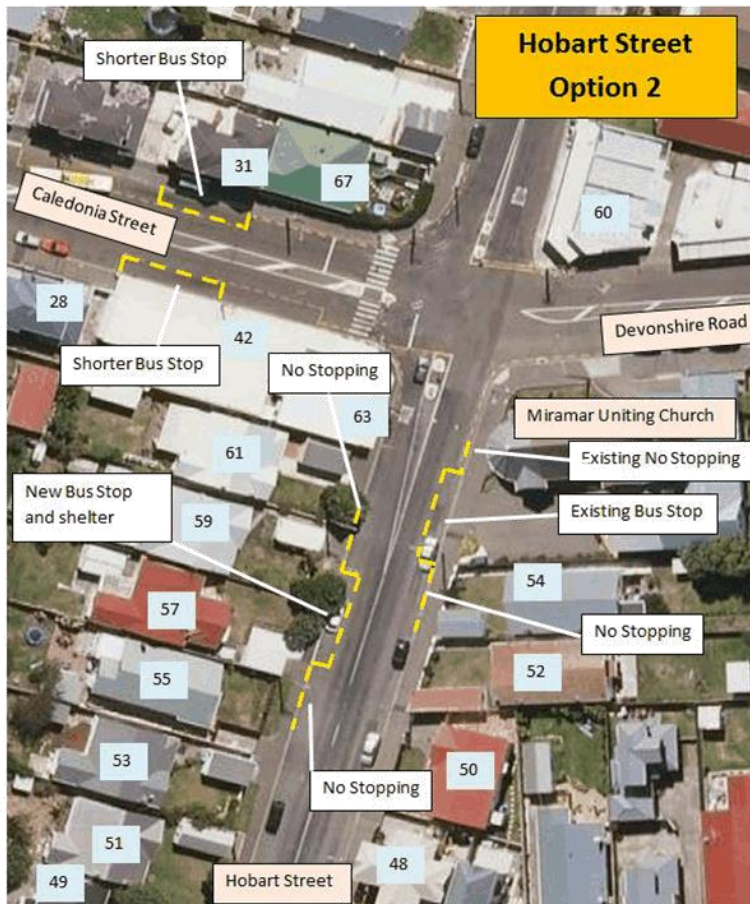 Hobart Street
Option 2
Shorter Bus Stop
31
67
60
Caledonia Street
28
Devonshire Road
42
Shorter Bus Stop
No Stopping
63
Miramar Uniting Church
61
Existing No Stopping
New Bus Stop
and shelter
59
Existing Bus Stop
54
57
No Stopping
52
55
53
50
No Stopping
51
48
49
Hobart Street